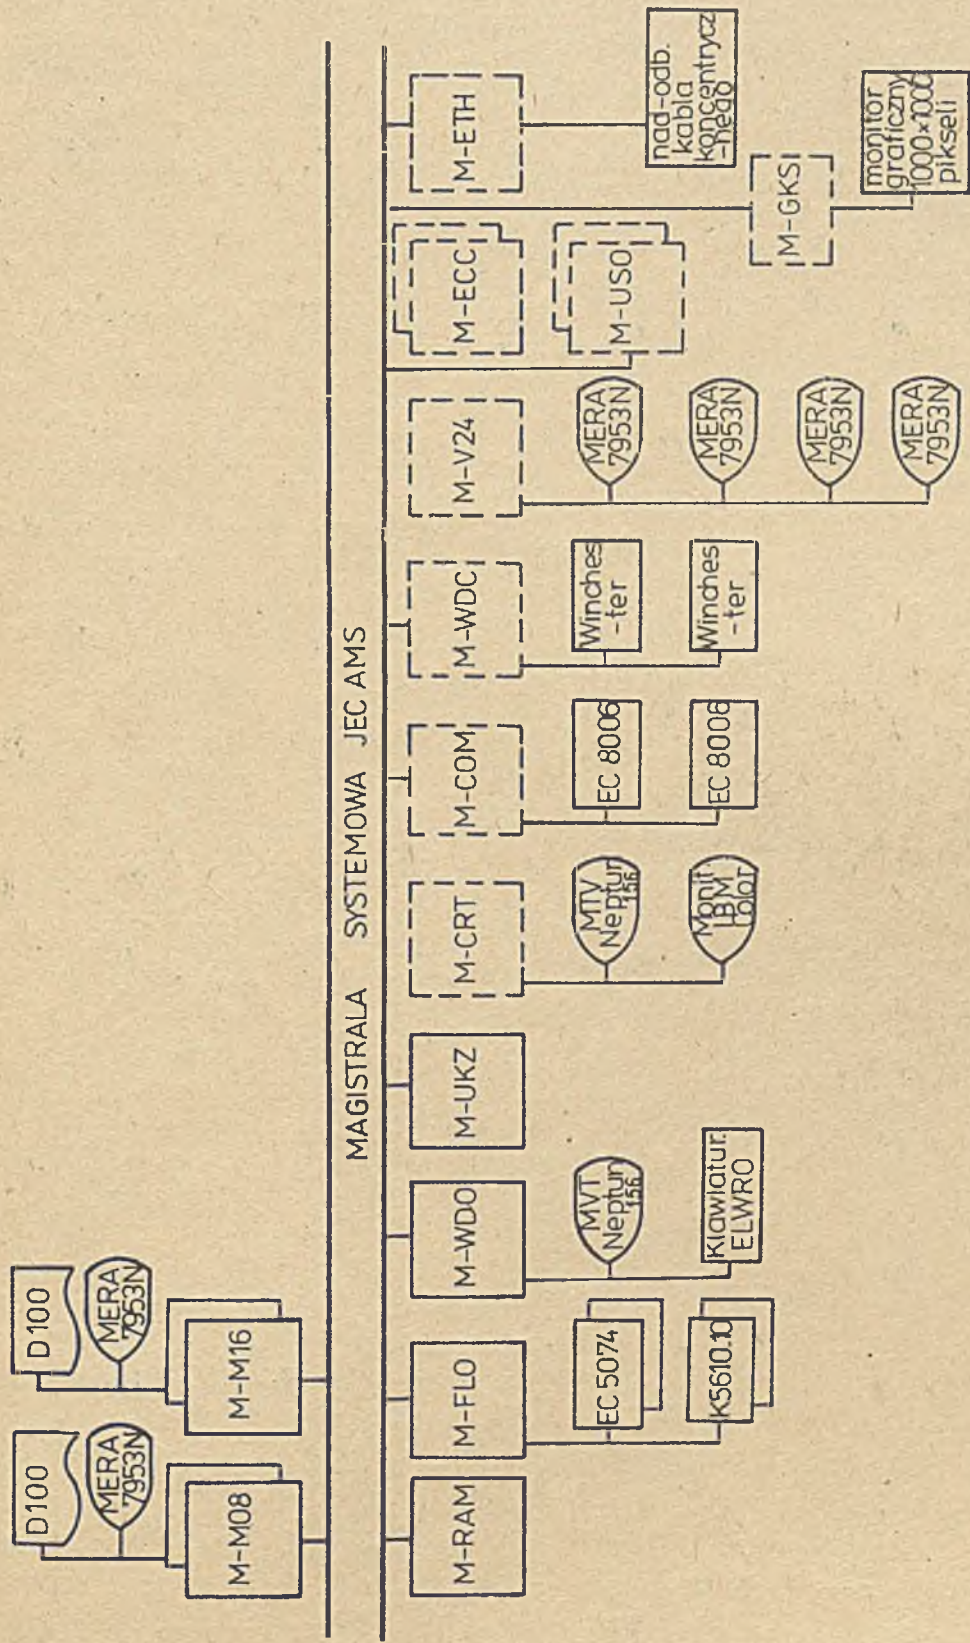 D100
MERA
7953N
M-M08
D100
MERA
7953N
M-M16
MAGISTRALA SYSTEMOWA JEC AMS
M-RAM
M-FLO
EC 5074
K5610.10
M-WDO
MVT
Neptun
156
Klawiatur.
ELWRO
M-UKZ
M-CRT
MTV
Neptun
156
Monit
IBM
color
M-COM
EC 8006
EC 8006
M-WDC
Winches
-ter
Winches
-ter
M-V24
MERA
7953N
MERA
7953N
MERA
7953N
MERA
7953N
M-ECC
M-USO
M-ETH
nad-odb.
kabla
koncentrycz
-nego
M-GKSI
monitor
graficzny
1000×1000
pikseli